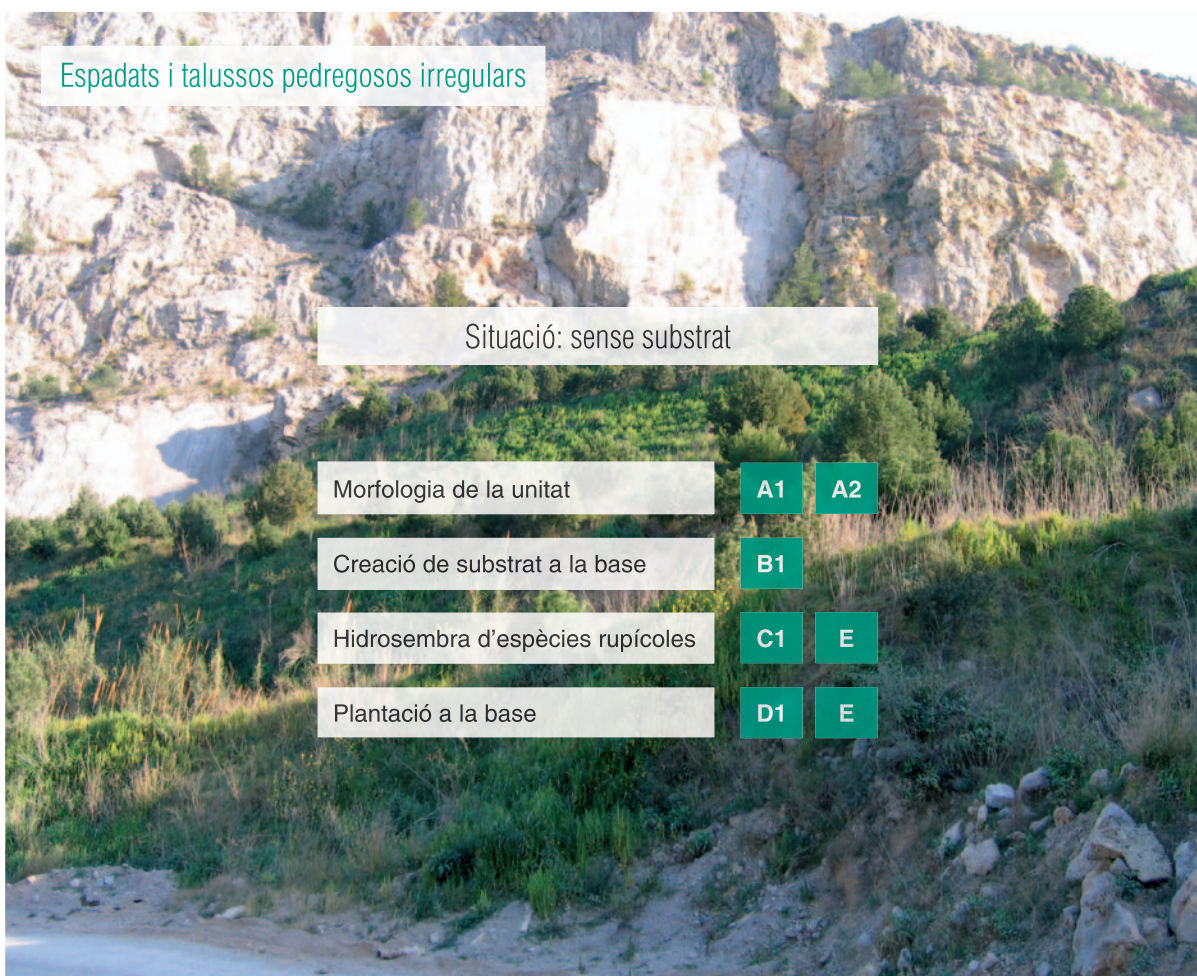 Espadats i talussos pedregosos irregulars
Situació: sense substrat
Morfologia de la unitat A1 A2
Creació de substrat a la base B1
Hidrosembra d'espècies rupícoles C1 E
Plantació a la base D1 E